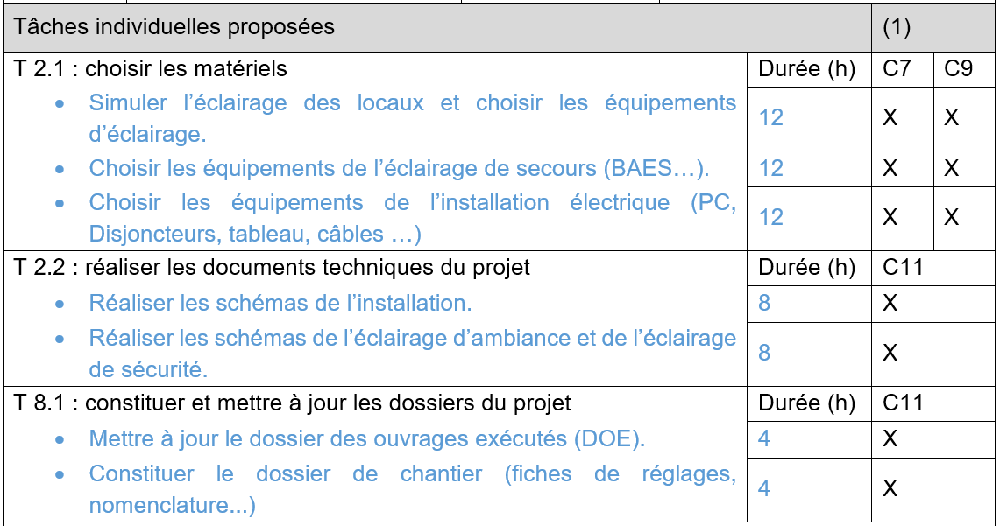 Tâches individuelles proposées (1)
T 2.1 : choisir les matériels Durée (h) C7 C9
• Simuler l’éclairage des locaux et choisir les équipements
d’éclairage. 12 X X
• Choisir les équipements de l’éclairage de secours (BAES…). 12 X X
• Choisir les équipements de l’installation électrique (PC,
Disjoncteurs, tableau, câbles …) 12 X X
T 2.2 : réaliser les documents techniques du projet Durée (h) C11
• Réaliser les schémas de l’installation. 8 X
• Réaliser les schémas de l’éclairage d’ambiance et de l’éclairage
de sécurité. 8 X
T 8.1 : constituer et mettre à jour les dossiers du projet Durée (h) C11
• Mettre à jour le dossier des ouvrages exécutés (DOE). 4 X
• Constituer le dossier de chantier (fiches de réglages,
nomenclature...) 4 X